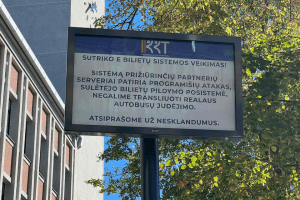 KRT
SUTRIKO E BILIETŲ SISTEMOS VEIKIMAS!
SISTEMĄ PRIŽIŪRINČIŲ PARTNERIŲ
SERVERIAI PATIRIA PROGRAMIŠIŲ ATAKAS,
SULĖTĖJO BILIETŲ PILDYMO POSISTEMĖ,
NEGALIME TRANSLIUOTI REALAUS
AUTOBUSŲ JUDĖJIMO.
ATSIPRAŠOME UŽ NESKLANDUMUS.